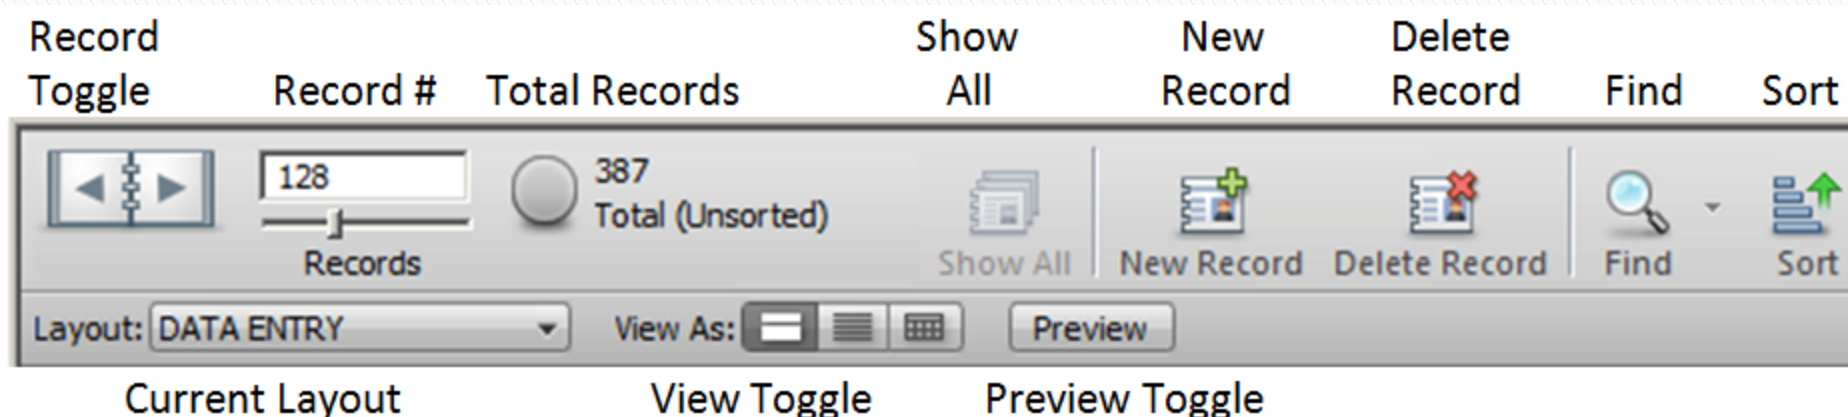 Record Toggle
Record #
Total Records
Show All
New Record
Delete Record
Find
Sort
128
Records
387
Total (Unsorted)
Show All
New Record
Delete Record
Find
Sort
Layout: DATA ENTRY
View As:
Preview
Current Layout
View Toggle
Preview Toggle